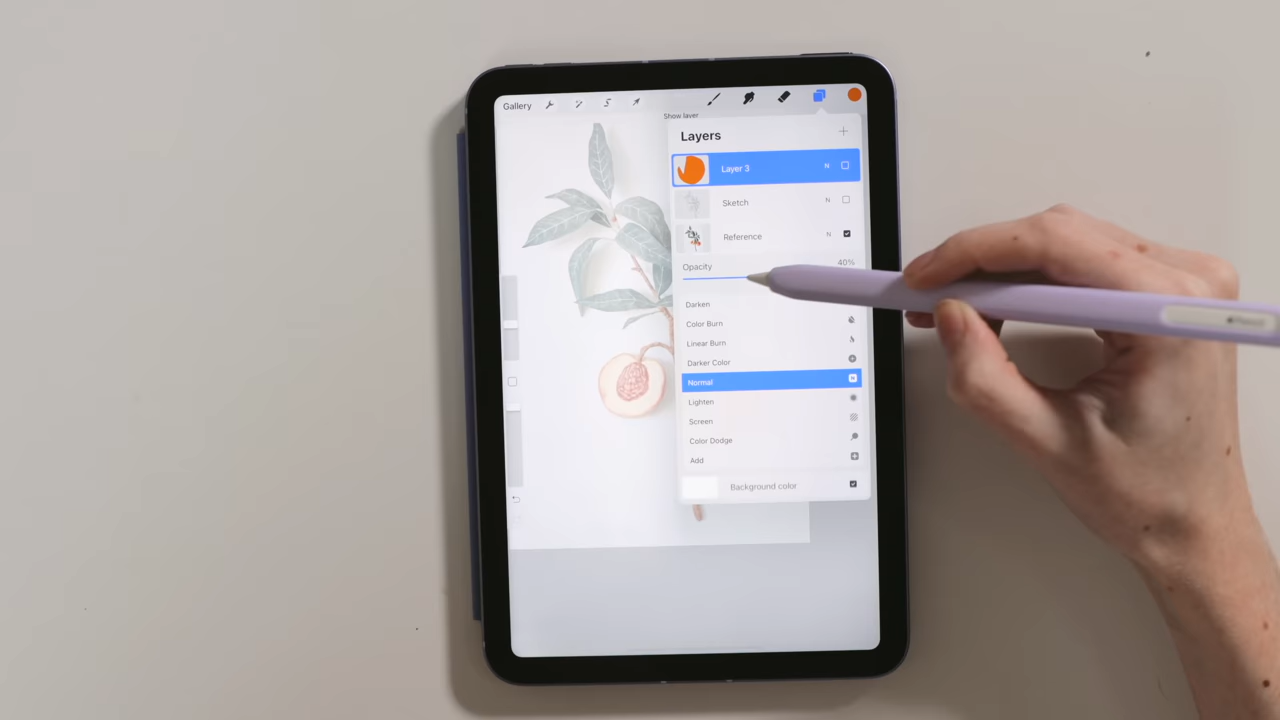 Gallery
Show layer
Layers
Layer 3 N
Sketch N
Reference N
Opacity 40%
Darken
Color Burn
Linear Burn
Darker Color
Normal
Lighten
Screen
Color Dodge
Add
Background color